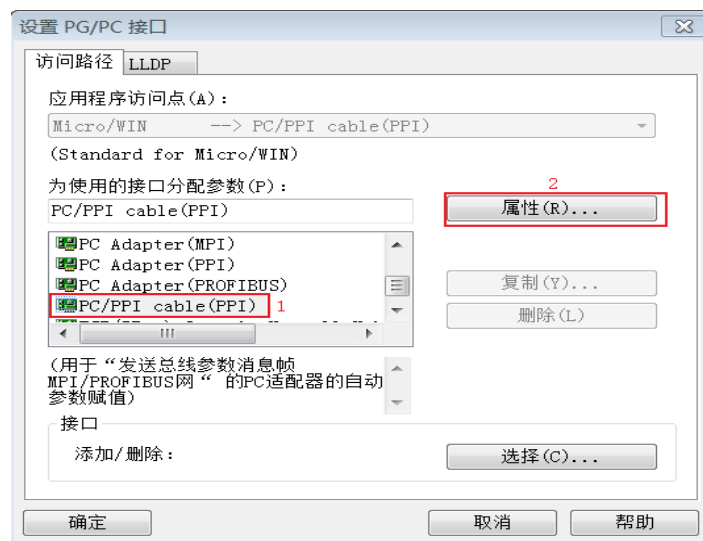 设置 PG/PC 接口
访问路径 LLDP
应用程序访问点(A):
Micro/WIN --> PC/PPI cable(PPI)
(Standard for Micro/WIN)
为使用的接口分配参数(P):
2
PC/PPI cable(PPI)
属性(R)...
PC Adapter(MPI)
PC Adapter(PPI)
PC Adapter(PROFIBUS)
PC/PPI cable(PPI) 1
复制(Y)...
删除(L)
(用于“发送总线参数消息帧
MPI/PROFIBUS网“ 的PC适配器的自动
参数赋值)
接口
添加/删除:
选择(C)...
确定
取消
帮助